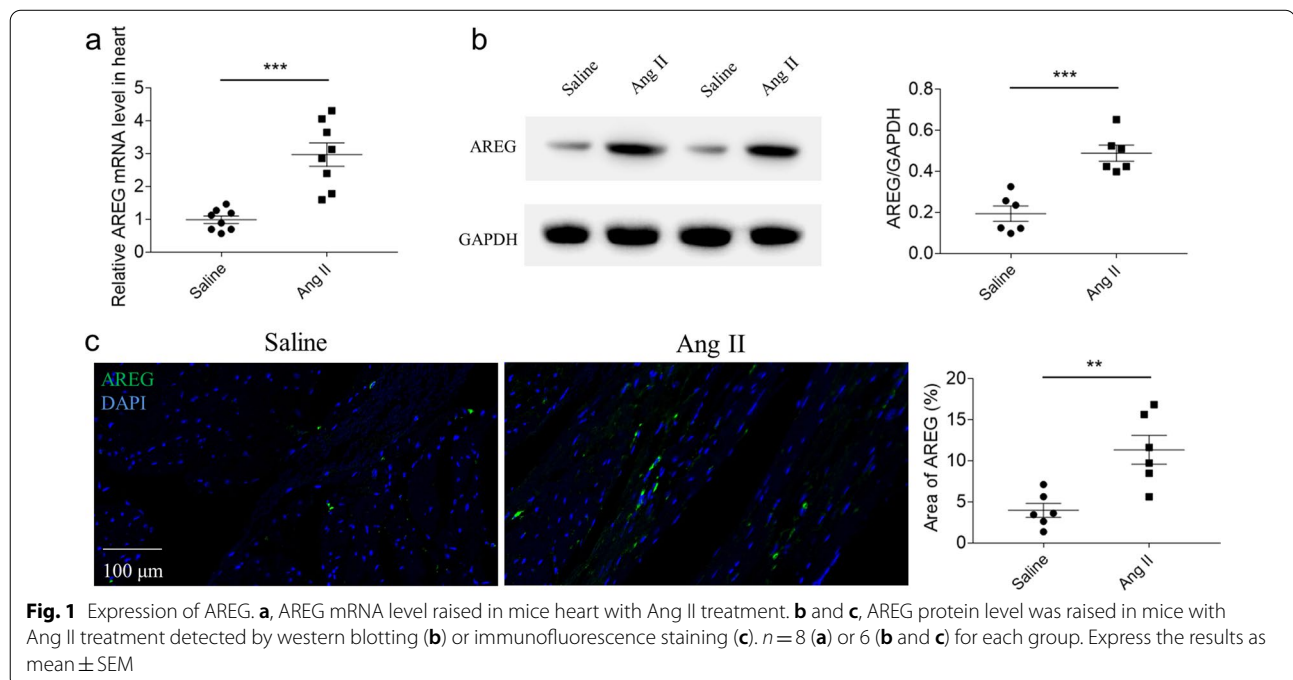 a
Relative AREG mRNA level in heart
***
5
4
3
2
1
0
Saline
Ang II
b
Saline
Ang II
Saline
Ang II
AREG
GAPDH
AREG/GAPDH
***
0.8
0.6
0.4
0.2
0.0
Saline
Ang II
c
Saline
Ang II
AREG
DAPI
100 μm
Area of AREG (%)
**
20
15
10
5
0
Saline
Ang II
Fig. 1 Expression of AREG. a, AREG mRNA level raised in mice heart with Ang II treatment. b and c, AREG protein level was raised in mice with
Ang II treatment detected by western blotting (b) or immunofluorescence staining (c). n = 8 (a) or 6 (b and c) for each group. Express the results as
mean ± SEM